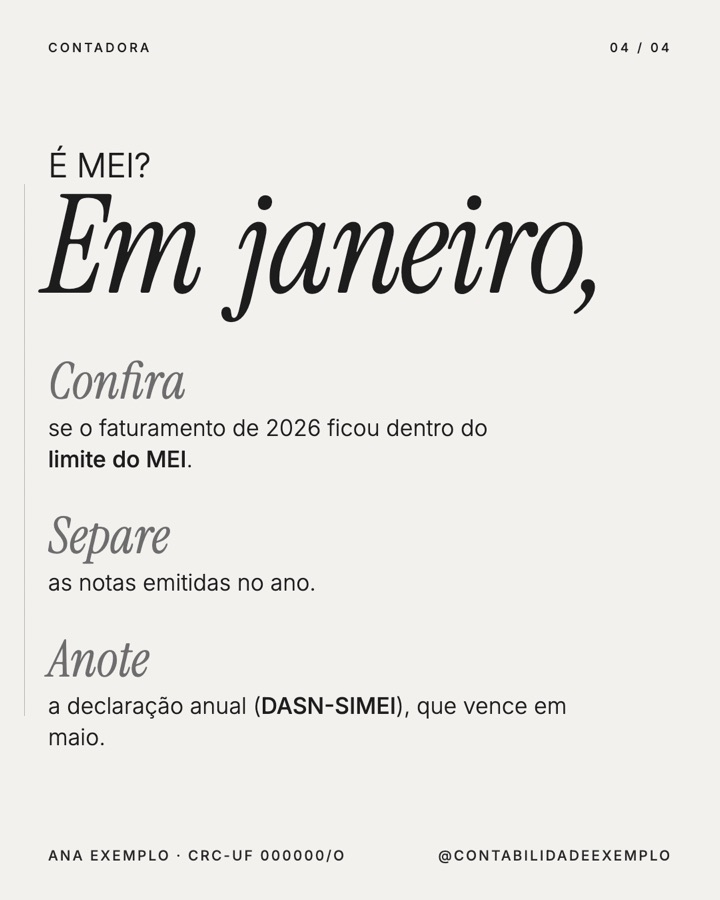 CONTADORA
04 / 04
É MEI?
Em janeiro,
Confira
se o faturamento de 2026 ficou dentro do
limite do MEI.
Separe
as notas emitidas no ano.
Anote
a declaração anual (DASN-SIMEI), que vence em
maio.
ANA EXEMPLO · CRC-UF 000000/O
@CONTABILIDADEEXEMPLO